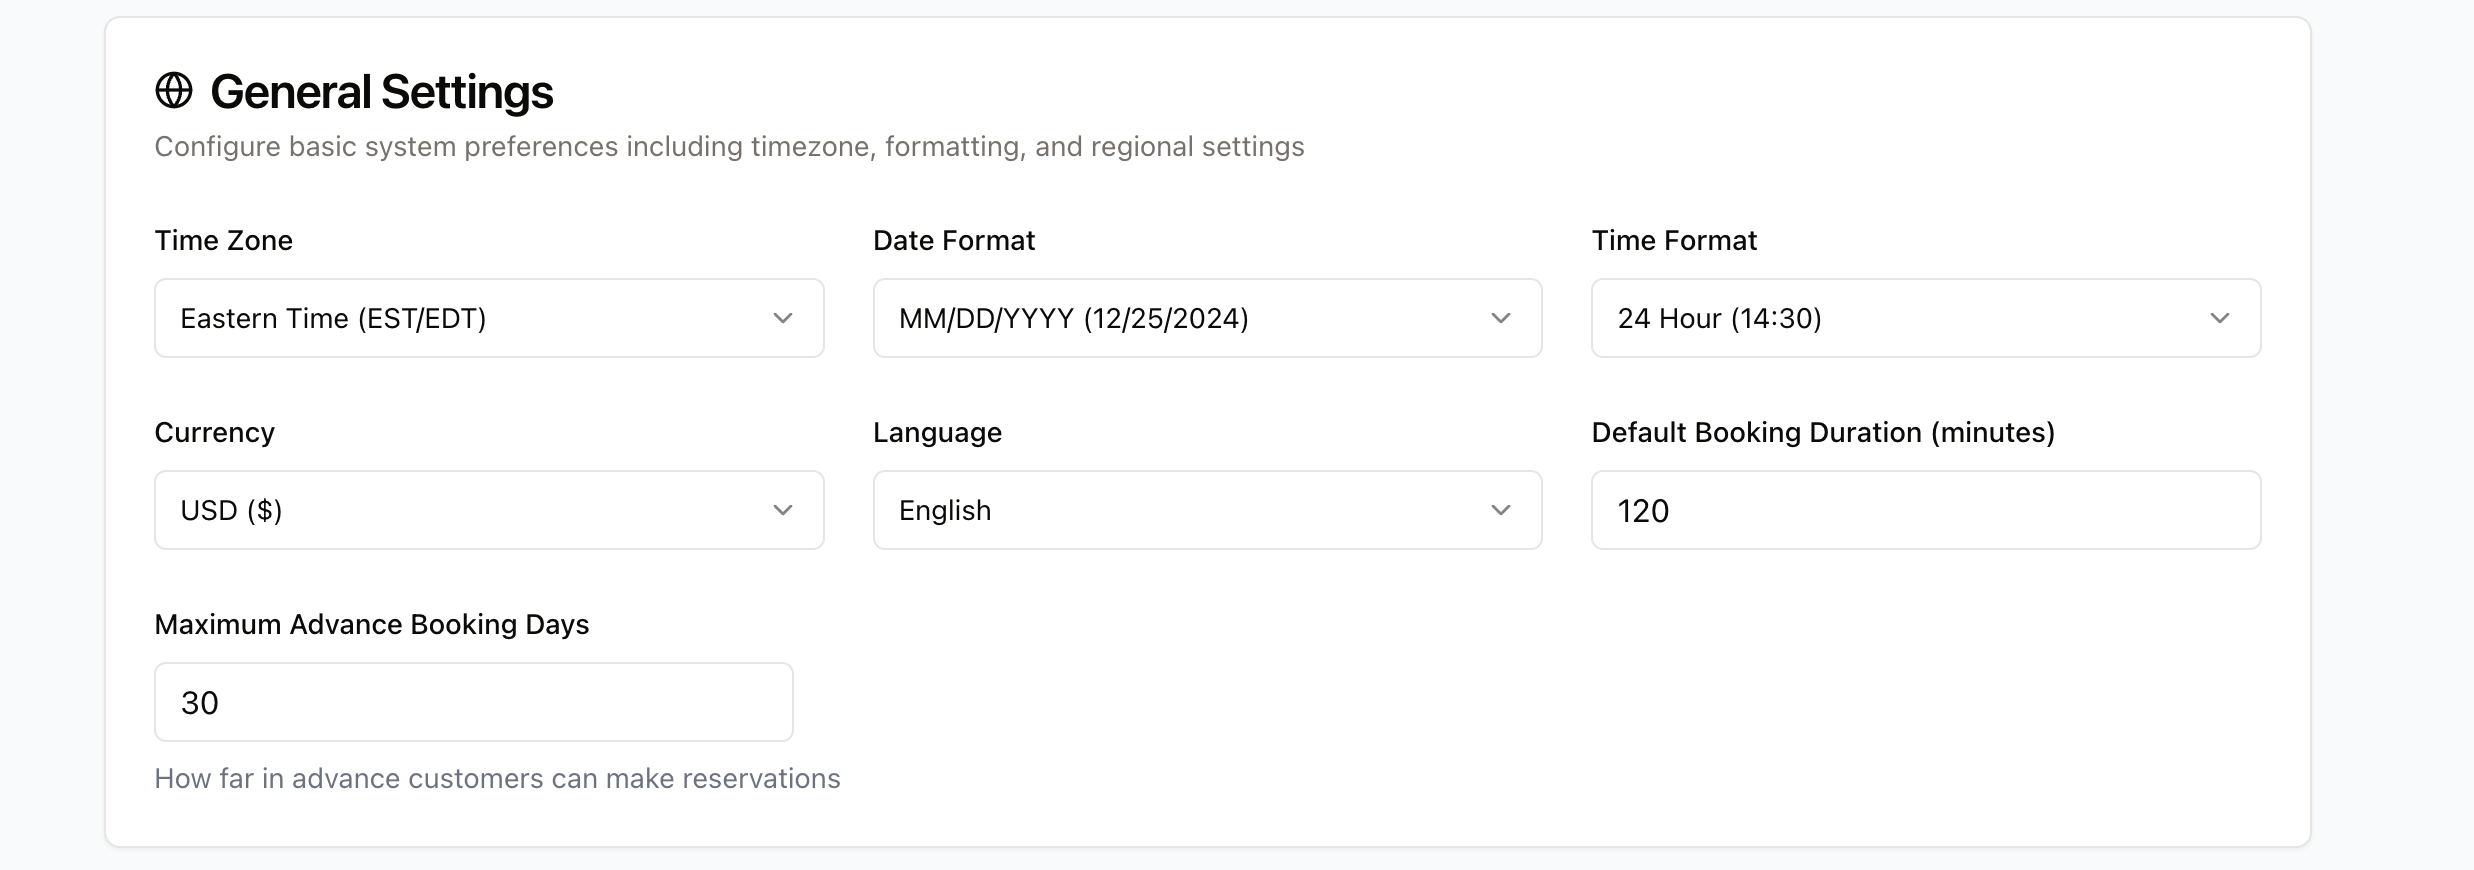 General Settings
Configure basic system preferences including timezone, formatting, and regional settings
Time Zone
Eastern Time (EST/EDT)
Date Format
MM/DD/YYYY (12/25/2024)
Time Format
24 Hour (14:30)
Currency
USD ($)
Language
English
Default Booking Duration (minutes)
120
Maximum Advance Booking Days
30
How far in advance customers can make reservations